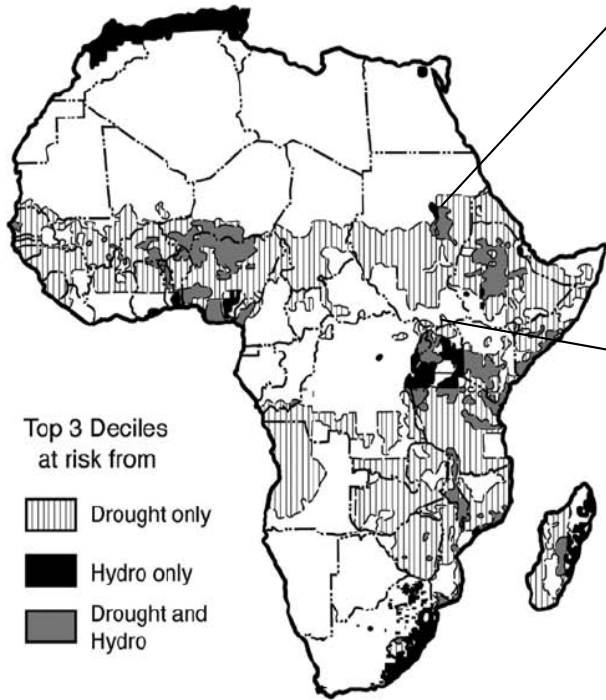 Top 3 Deciles
at risk from
Drought only
Hydro only
Drought and
Hydro